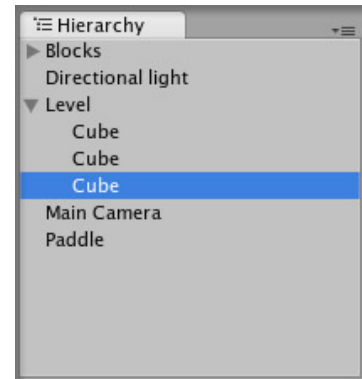 Hierarchy
Blocks
Directional light
Level
Cube
Cube
Cube
Main Camera
Paddle